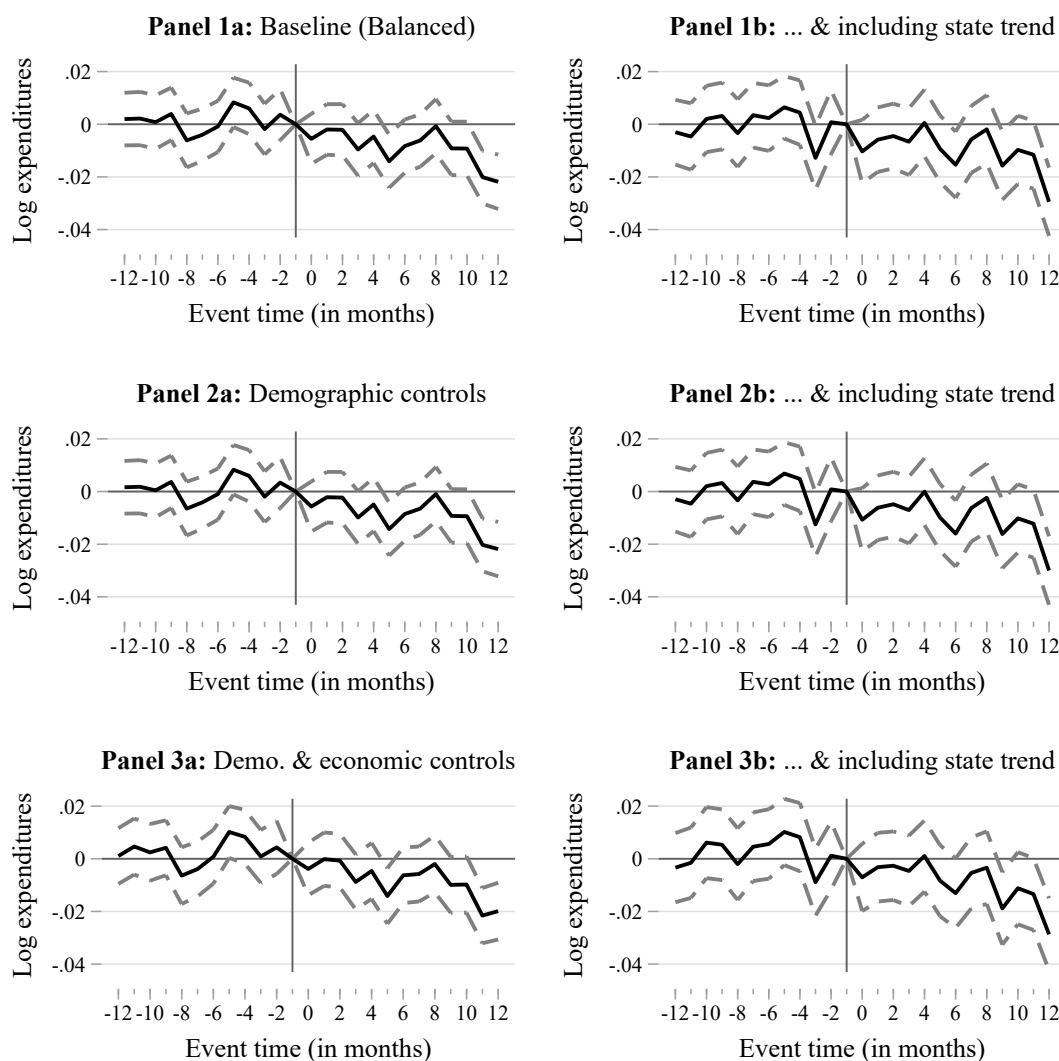 Panel 1a: Baseline (Balanced)
Log expenditures
.02
0
-.02
-.04
-12 -10 -8 -6 -4 -2 0 2 4 6 8 10 12
Event time (in months)
Panel 1b: ... & including state trend
Log expenditures
.02
0
-.02
-.04
-12 -10 -8 -6 -4 -2 0 2 4 6 8 10 12
Event time (in months)
Panel 2a: Demographic controls
Log expenditures
.02
0
-.02
-.04
-12 -10 -8 -6 -4 -2 0 2 4 6 8 10 12
Event time (in months)
Panel 2b: ... & including state trend
Log expenditures
.02
0
-.02
-.04
-12 -10 -8 -6 -4 -2 0 2 4 6 8 10 12
Event time (in months)
Panel 3a: Demo. & economic controls
Log expenditures
.02
0
-.02
-.04
-12 -10 -8 -6 -4 -2 0 2 4 6 8 10 12
Event time (in months)
Panel 3b: ... & including state trend
Log expenditures
.02
0
-.02
-.04
-12 -10 -8 -6 -4 -2 0 2 4 6 8 10 12
Event time (in months)